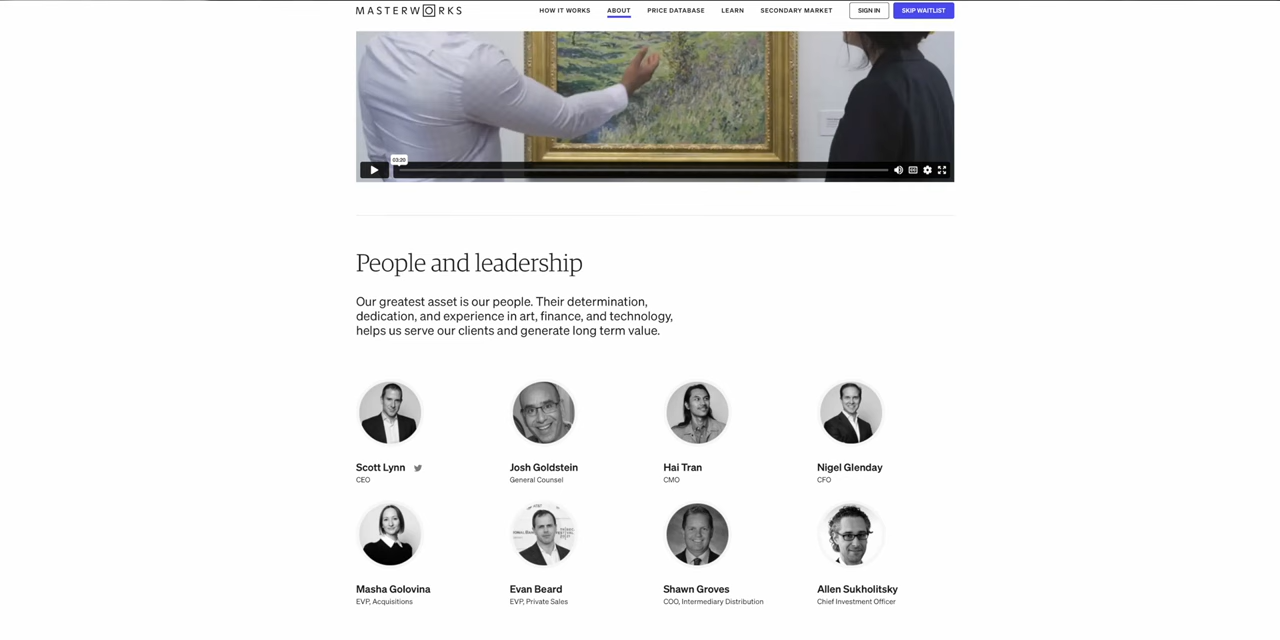 MASTERWORKS
HOW IT WORKS
ABOUT
PRICE DATABASE
LEARN
SECONDARY MARKET
SIGN IN
SKIP WAITLIST
03:20
People and leadership
Our greatest asset is our people. Their determination,
dedication, and experience in art, finance, and technology,
helps us serve our clients and generate long term value.
Scott Lynn
CEO
Josh Goldstein
General Counsel
Hai Tran
CMO
Nigel Glenday
CFO
Masha Golovina
EVP, Acquisitions
Evan Beard
EVP, Private Sales
Shawn Groves
COO, Intermediary Distribution
Allen Sukholitsky
Chief Investment Officer